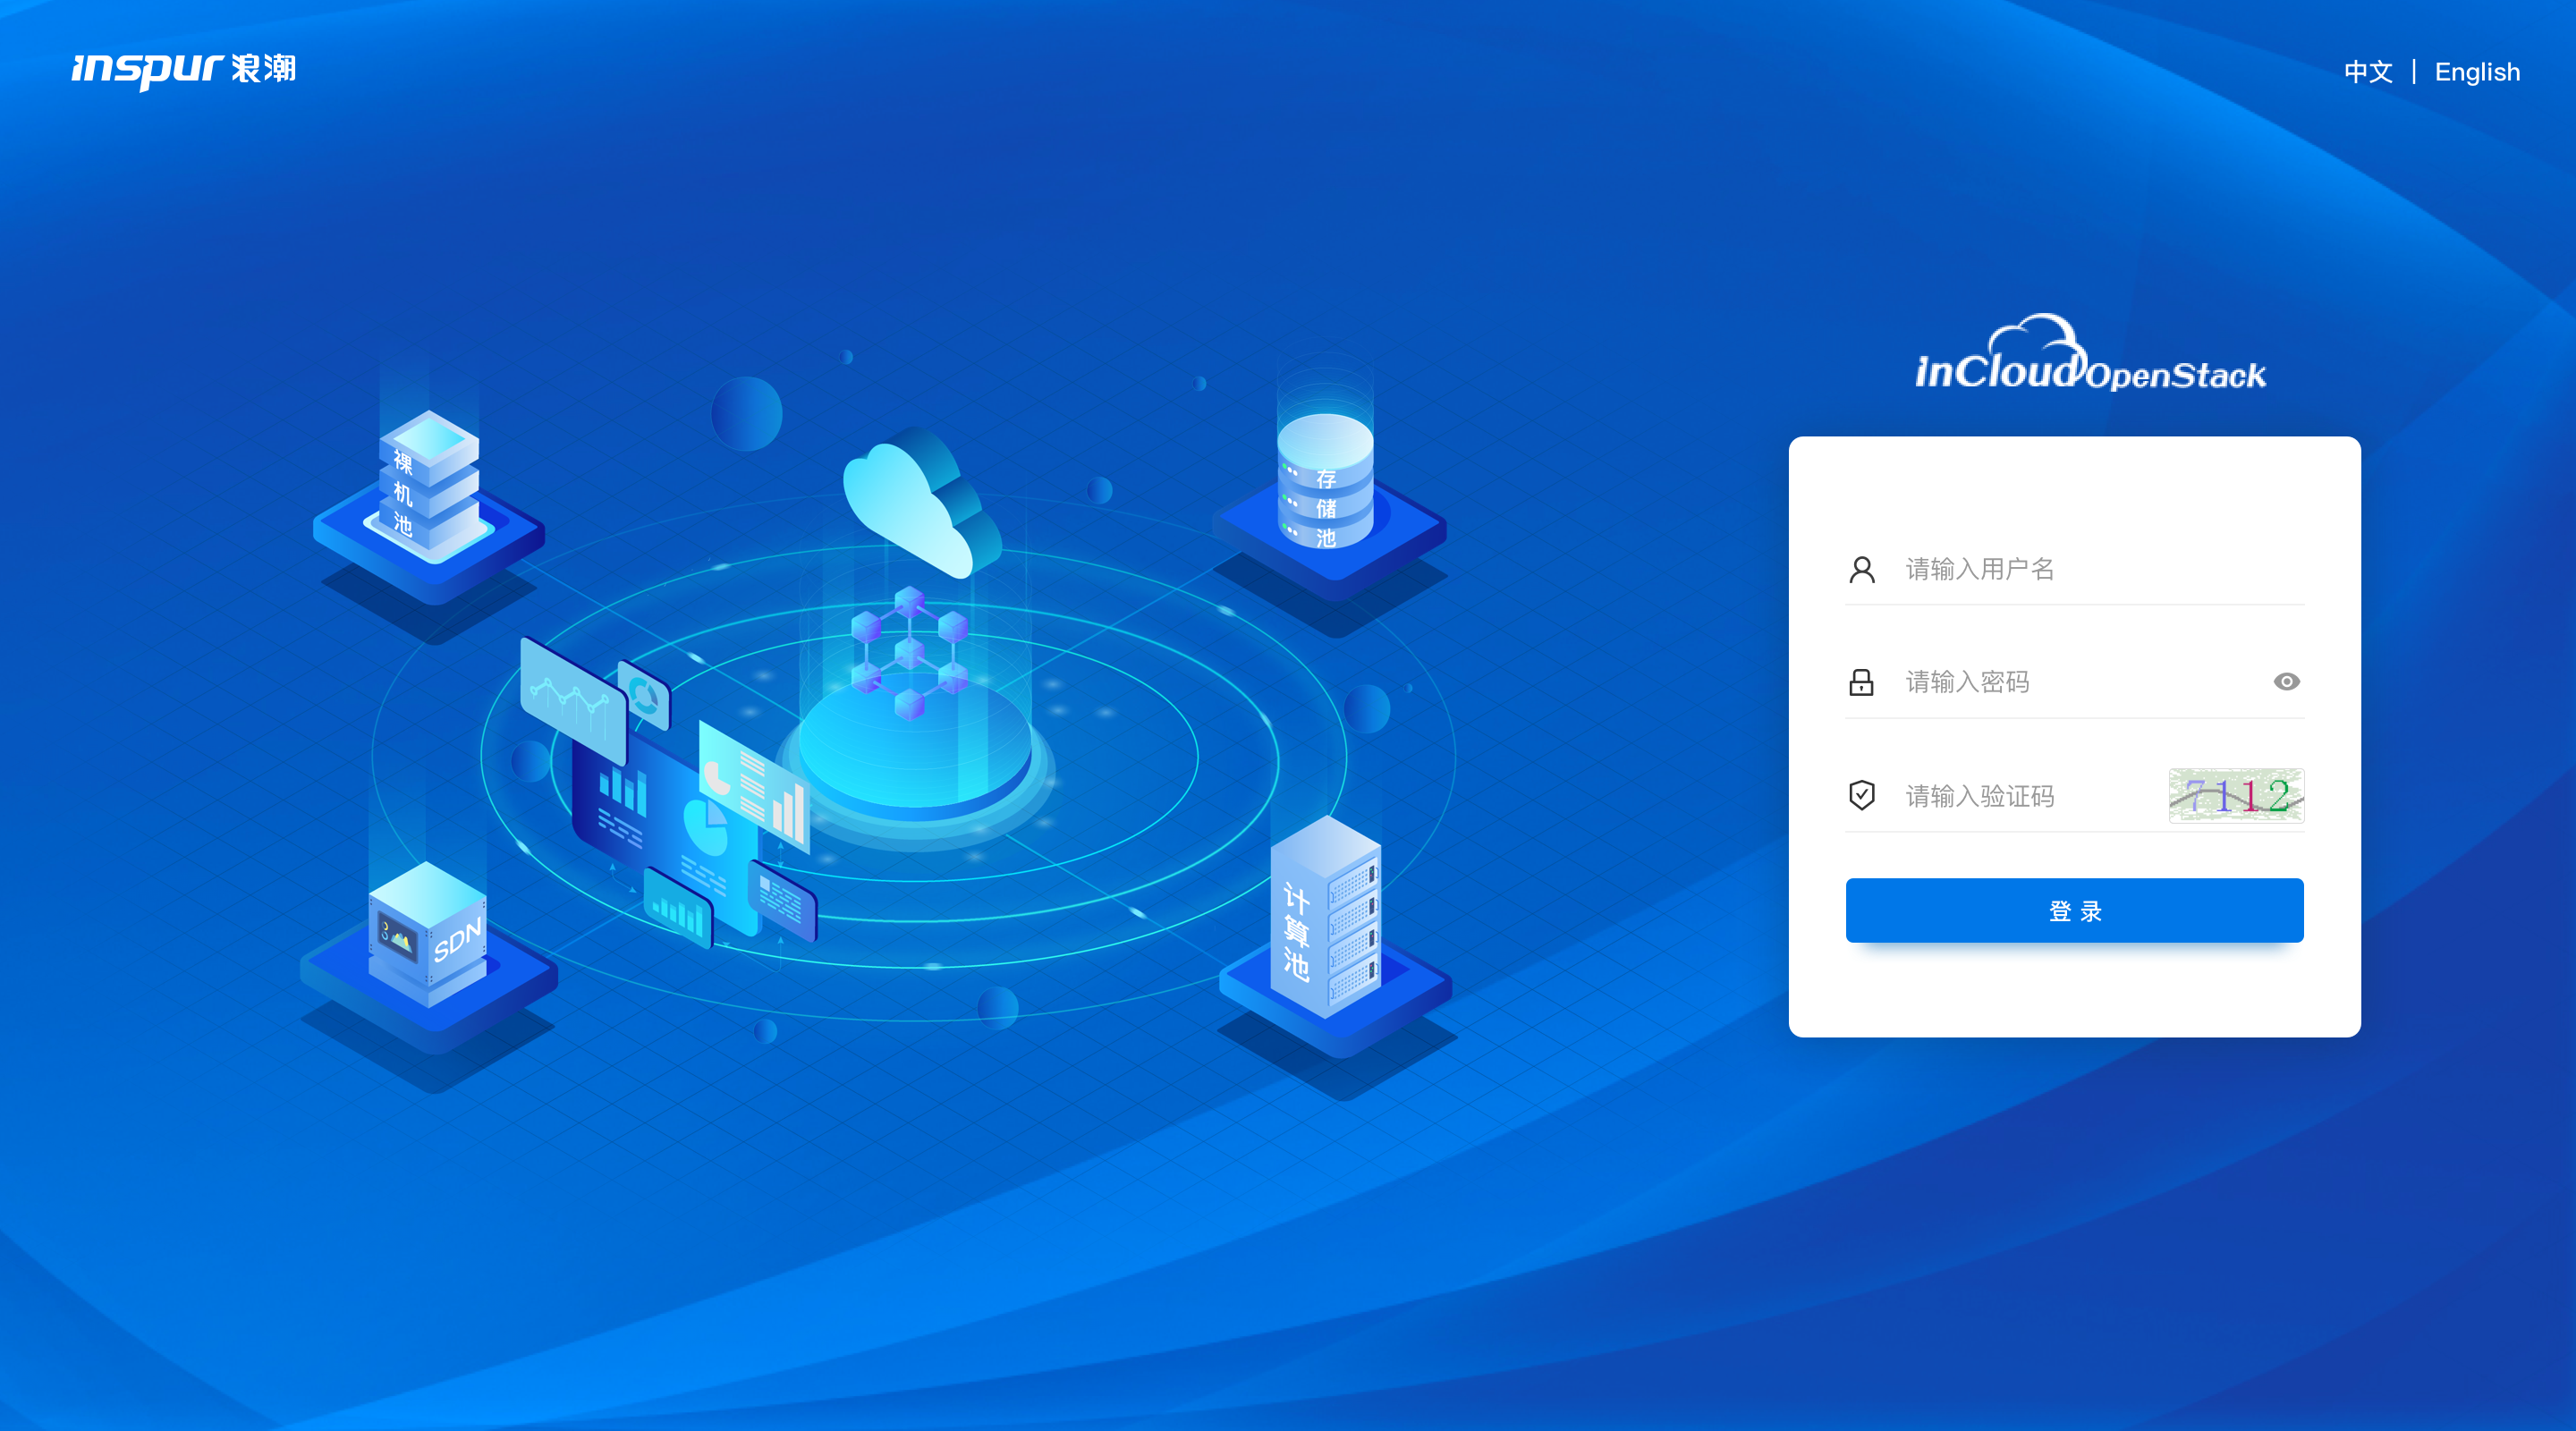 inspur 浪潮
中文 | English
inCloud OpenStack
裸机池
存储池
请输入用户名
请输入密码
请输入验证码
7112
登 录
SDN
计算池